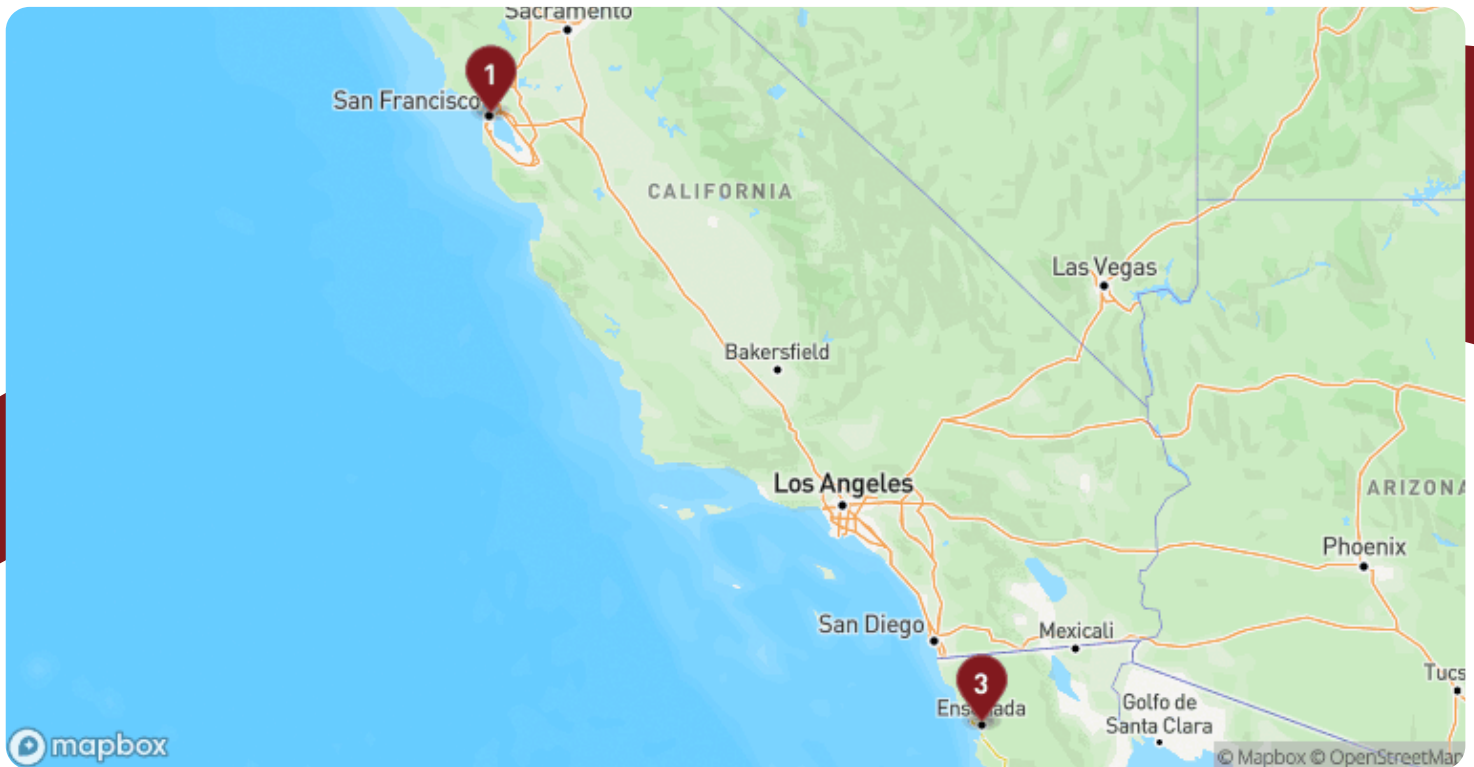 Sacramento
1
San Francisco
CALIFORNIA
Las Vegas
Bakersfield
Los Angeles
ARIZONA
Phoenix
San Diego
Mexicali
3
Ensenada
Tucs
Golfo de
Santa Clara
mapbox
© Mapbox © OpenStreetMap